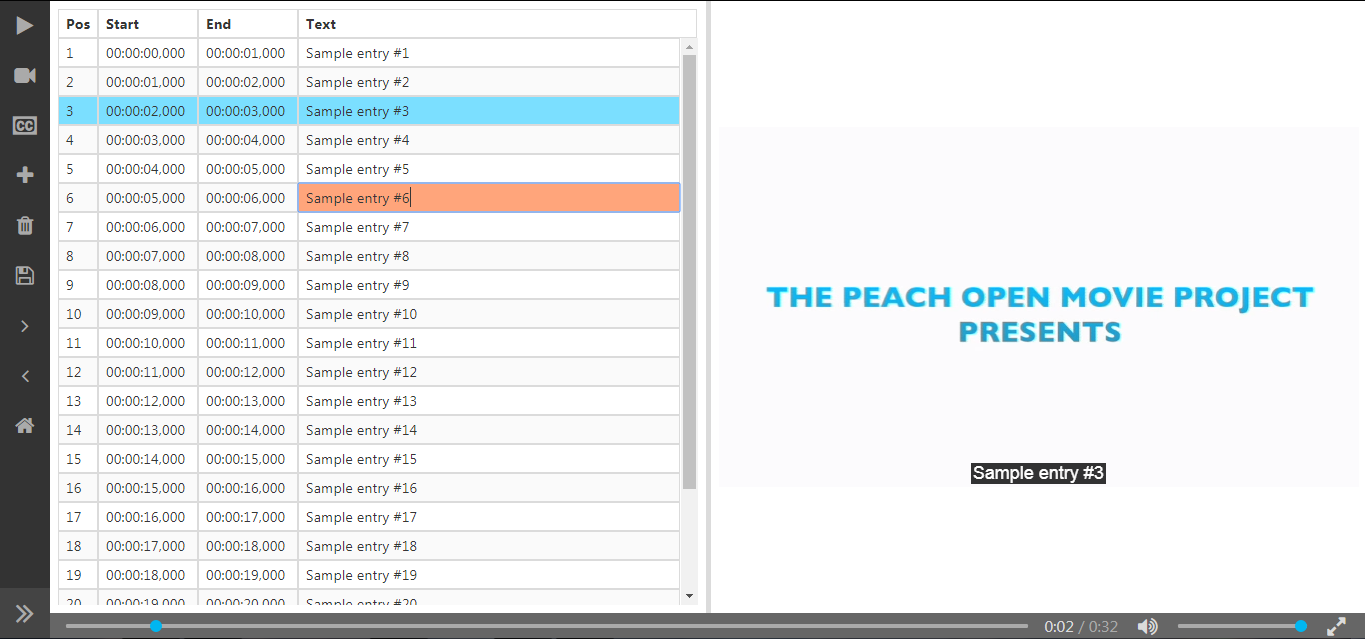 Pos Start End Text
1 00:00:00,000 00:00:01,000 Sample entry #1
2 00:00:01,000 00:00:02,000 Sample entry #2
3 00:00:02,000 00:00:03,000 Sample entry #3
4 00:00:03,000 00:00:04,000 Sample entry #4
5 00:00:04,000 00:00:05,000 Sample entry #5
6 00:00:05,000 00:00:06,000 Sample entry #6
7 00:00:06,000 00:00:07,000 Sample entry #7
8 00:00:07,000 00:00:08,000 Sample entry #8
9 00:00:08,000 00:00:09,000 Sample entry #9
10 00:00:09,000 00:00:10,000 Sample entry #10
11 00:00:10,000 00:00:11,000 Sample entry #11
12 00:00:11,000 00:00:12,000 Sample entry #12
13 00:00:12,000 00:00:13,000 Sample entry #13
14 00:00:13,000 00:00:14,000 Sample entry #14
15 00:00:14,000 00:00:15,000 Sample entry #15
16 00:00:15,000 00:00:16,000 Sample entry #16
17 00:00:16,000 00:00:17,000 Sample entry #17
18 00:00:17,000 00:00:18,000 Sample entry #18
19 00:00:18,000 00:00:19,000 Sample entry #19
20 00:00:19,000 00:00:20,000 Sample entry #20
CC
THE PEACH OPEN MOVIE PROJECT
PRESENTS
Sample entry #3
0:02 / 0:32